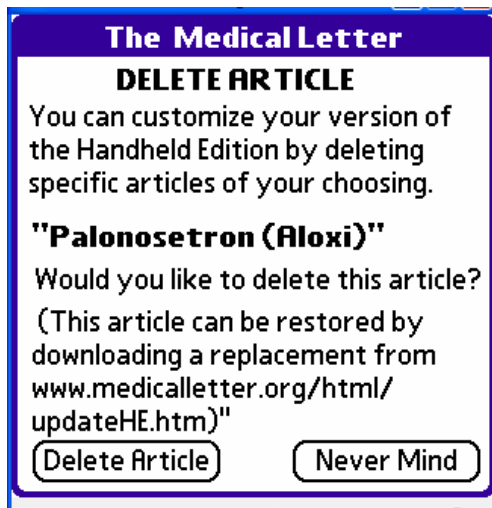 The Medical Letter
DELETE ARTICLE
You can customize your version of
the Handheld Edition by deleting
specific articles of your choosing.
"Palonosetron (Aloxi)"
Would you like to delete this article?
(This article can be restored by
downloading a replacement from
www.medicalletter.org/html/
updateHE.htm)"
Delete Article
Never Mind